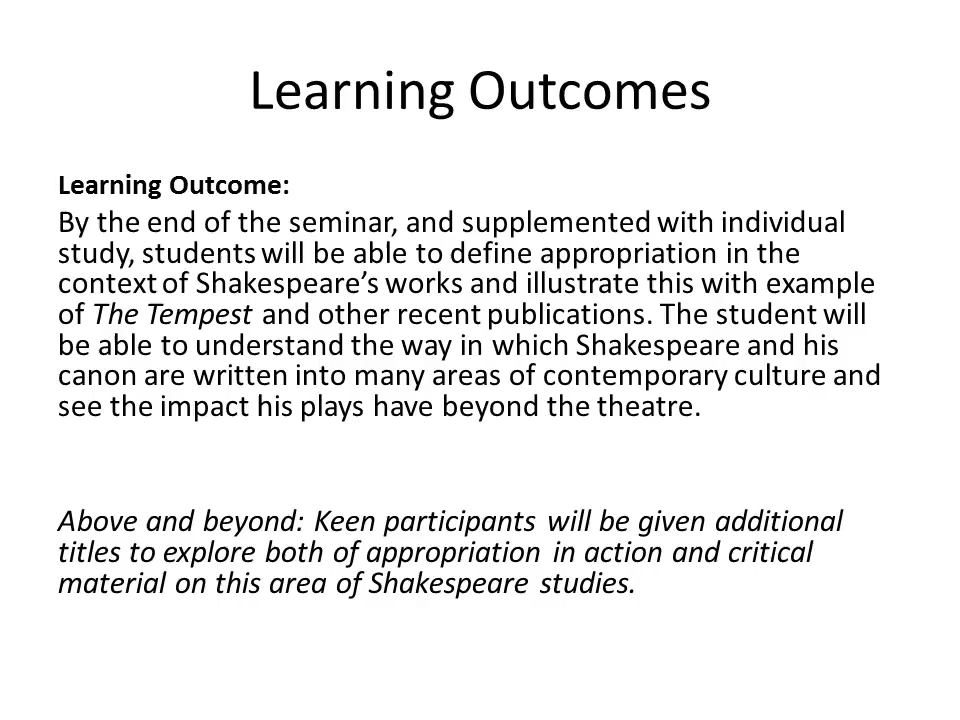 Learning Outcomes
Learning Outcome:
By the end of the seminar, and supplemented with individual
study, students will be able to define appropriation in the
context of Shakespeare’s works and illustrate this with example
of The Tempest and other recent publications. The student will
be able to understand the way in which Shakespeare and his
canon are written into many areas of contemporary culture and
see the impact his plays have beyond the theatre.
Above and beyond: Keen participants will be given additional
titles to explore both of appropriation in action and critical
material on this area of Shakespeare studies.